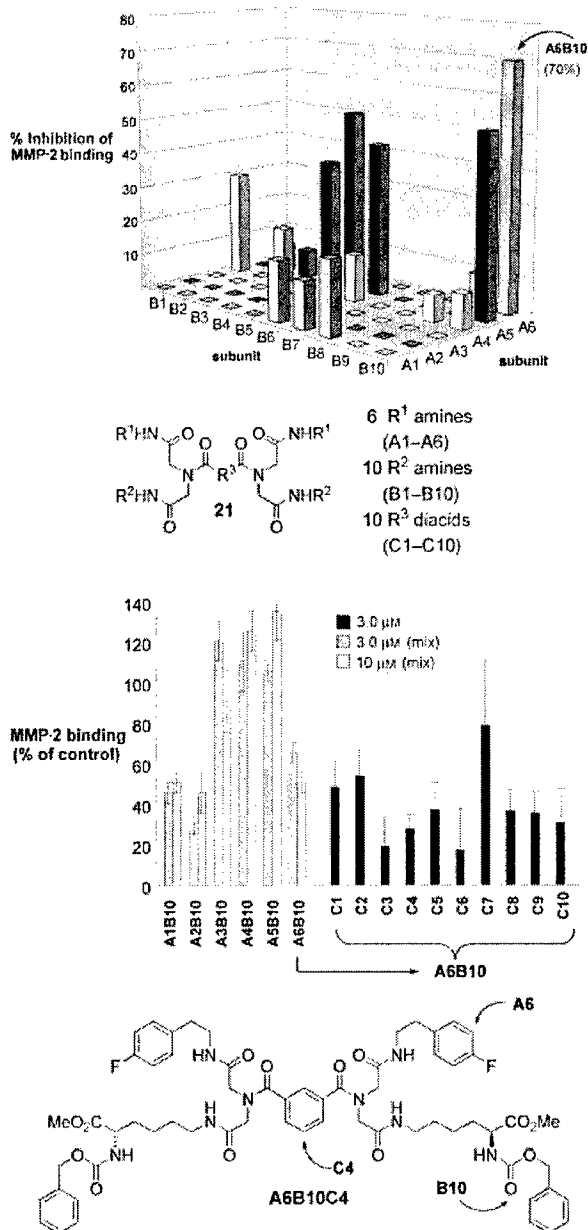 80
70
60
50
40
30
20
10
% Inhibition of
MMP-2 binding
A6B10
(70%)
B1 B2 B3 B4 B5 B6 B7 B8 B9 B10
subunit
A1 A2 A3 A4 A5 A6
subunit
R¹HN O O O O NHR¹
N R³ N
R²HN O O NHR²
21
6 R¹ amines
(A1–A6)
10 R² amines
(B1–B10)
10 R³ diacids
(C1–C10)
140
120
100
80
60
40
20
0
MMP-2 binding
(% of control)
3.0 µM
3.0 µM (mix)
10 µM (mix)
A1B10 A2B10 A3B10 A4B10 A5B10 A6B10 C1 C2 C3 C4 C5 C6 C7 C8 C9 C10
A6B10
A6
F N H O O O O H N F
N N
MeO₂C H N O O H N CO₂Me
NH O O C4 B10 HN O O
A6B10C4